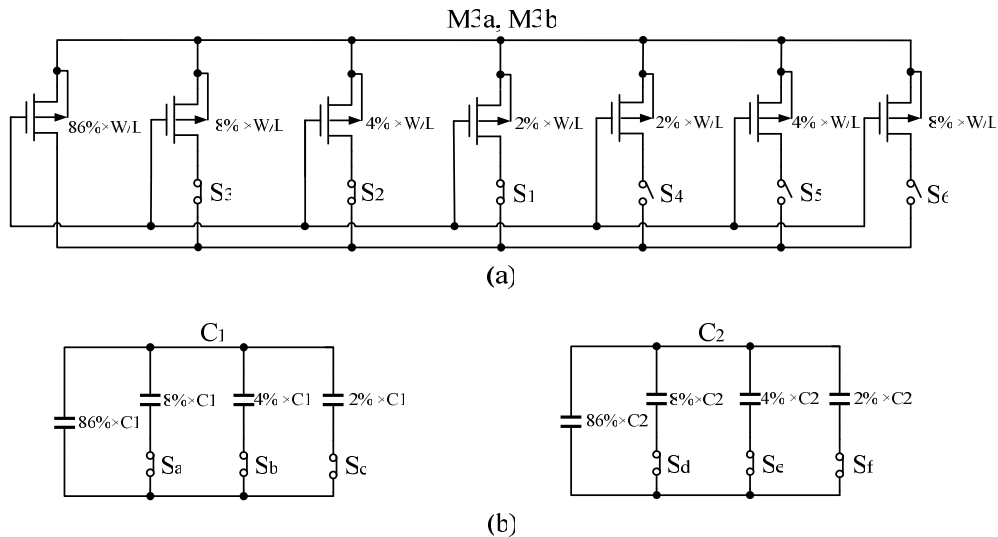 M3a, M3b
86%×W/L 8%×W/L 4%×W/L 2%×W/L 2%×W/L 4%×W/L 8%×W/L
S3 S2 S1 S4 S5 S6
(a)
C1 C2
86%×C1 8%×C1 4%×C1 2%×C1 86%×C2 8%×C2 4%×C2 2%×C2
Sa Sb Sc Sd Se Sf
(b)